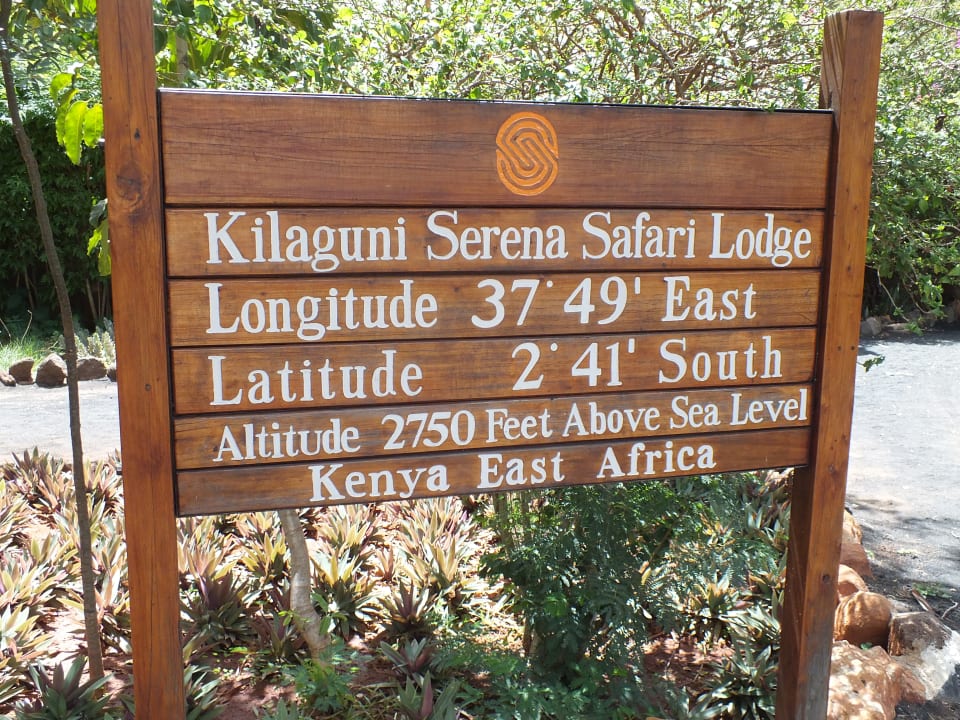 Kilaguni Serena Safari Lodge
Longitude 37° 49' East
Latitude 2° 41' South
Altitude 2750 Feet Above Sea Level
Kenya East Africa